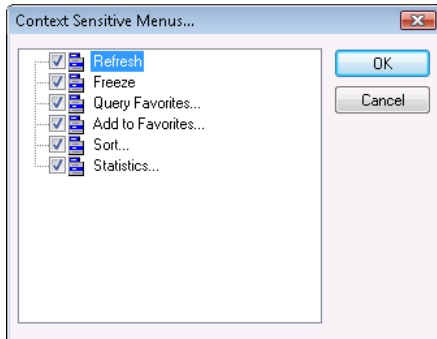 Context Sensitive Menus...
Refresh
Freeze
Query Favorites...
Add to Favorites...
Sort...
Statistics...
OK
Cancel